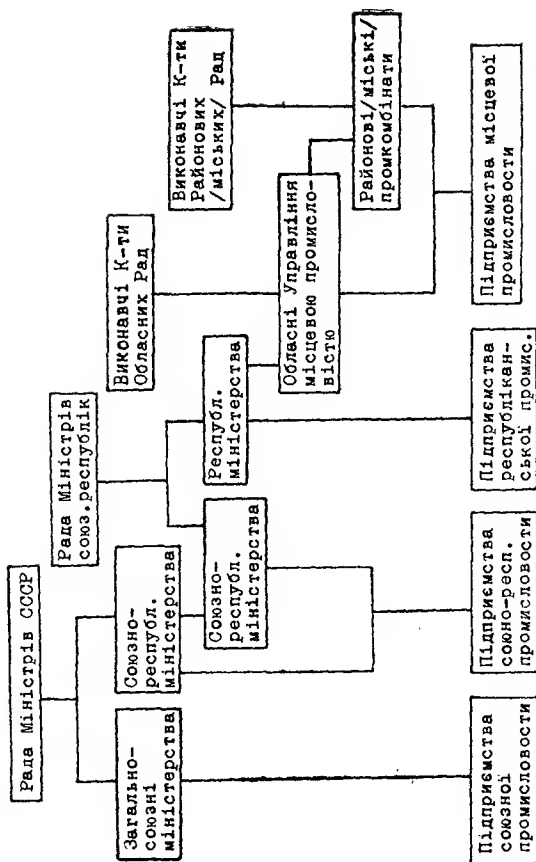 Рада Міністрів СССР
Рада Міністрів
союз.республік
Виконавчі К-ти
Обласних Рад
Виконавчі К-ти
Районових
/міських/ Рад
Загально-
союзні
міністерства
Союзно-
республ.
міністерства
Союзно-
республ.
міністерства
Республ.
міністерства
Обласні Управління
місцевою промисло-
вістю
Районові/міські/
промкомбінати
Підприємства
союзної
промисловости
Підприємства
союно-респ.
промисловости
Підприємства
республікан-
ської промис.
Підприємства місцевої
промисловости